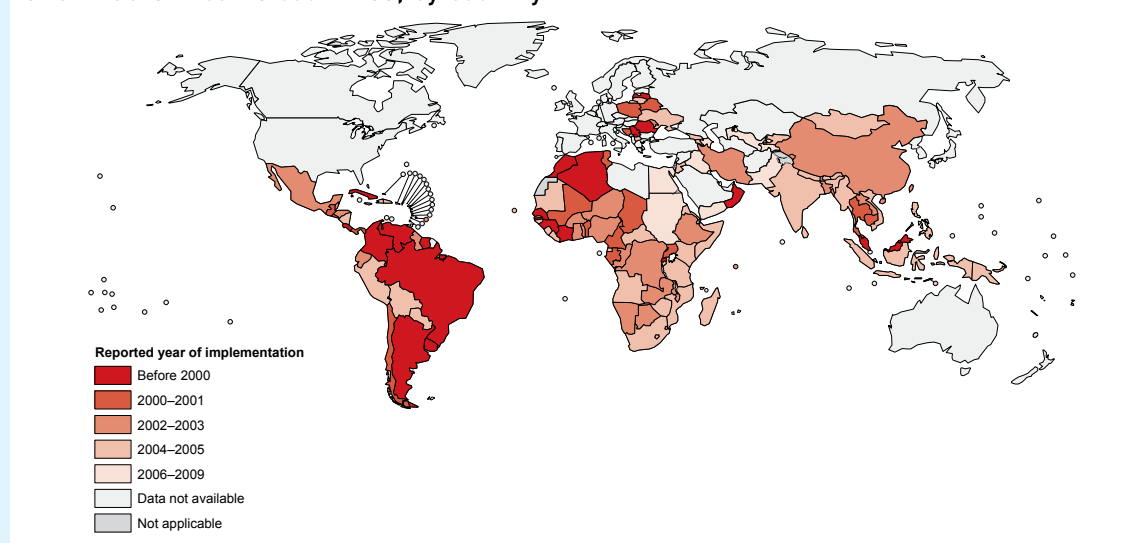 Reported year of implementation
Before 2000
2000–2001
2002–2003
2004–2005
2006–2009
Data not available
Not applicable